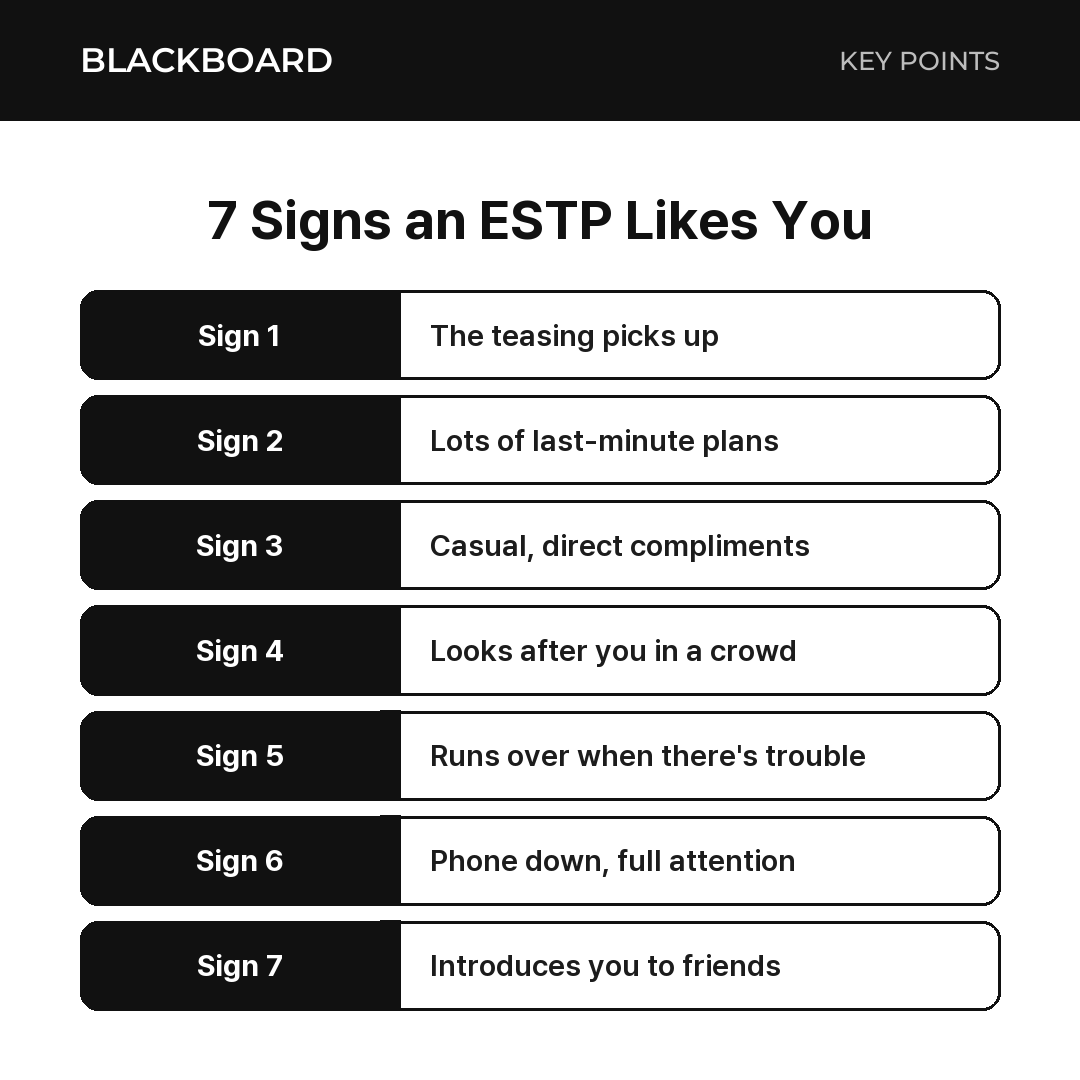 BLACKBOARD
KEY POINTS
7 Signs an ESTP Likes You
Sign 1 The teasing picks up
Sign 2 Lots of last-minute plans
Sign 3 Casual, direct compliments
Sign 4 Looks after you in a crowd
Sign 5 Runs over when there's trouble
Sign 6 Phone down, full attention
Sign 7 Introduces you to friends